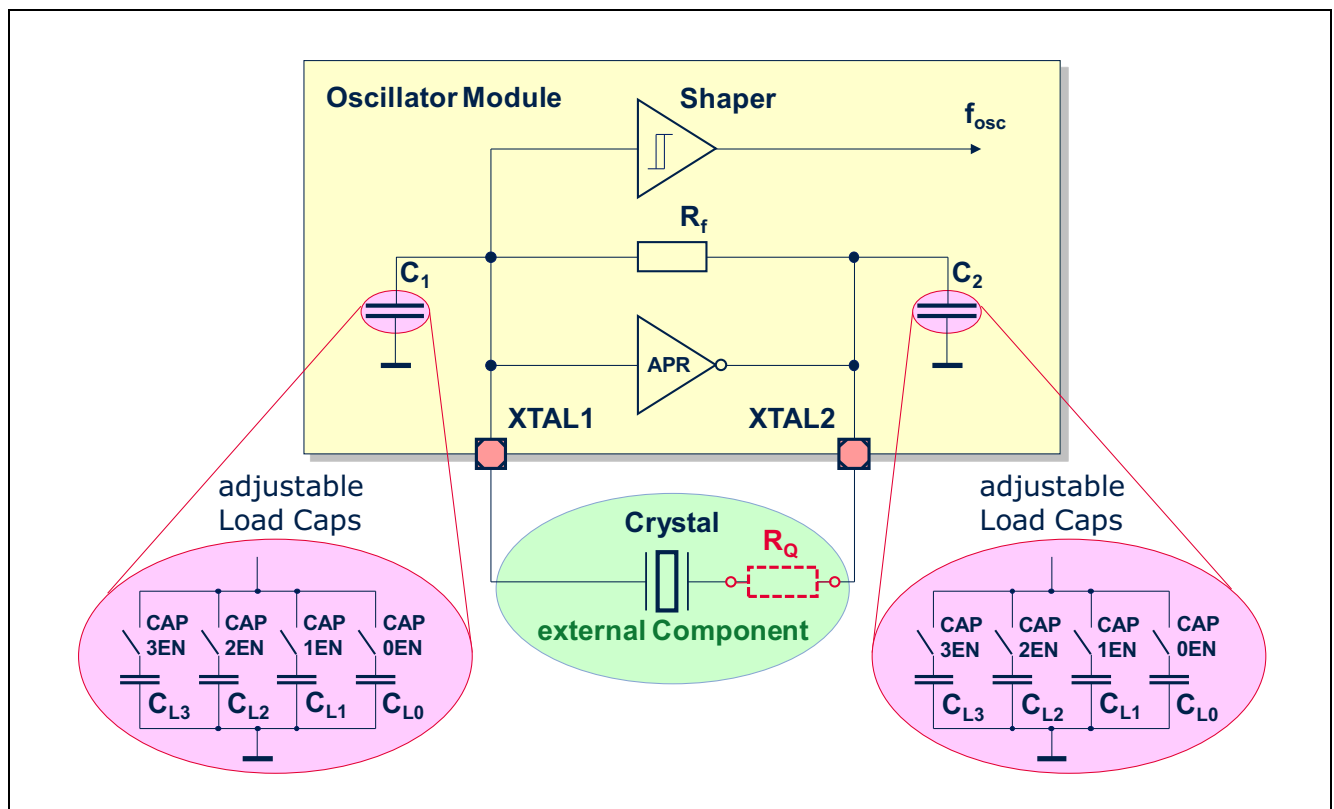 Oscillator Module
Shaper
fosc
Rf
C1
C2
APR
XTAL1
XTAL2
adjustable
Load Caps
adjustable
Load Caps
Crystal
RQ
external Component
CAP CAP CAP CAP
3EN 2EN 1EN 0EN
CL3 CL2 CL1 CL0
CAP CAP CAP CAP
3EN 2EN 1EN 0EN
CL3 CL2 CL1 CL0